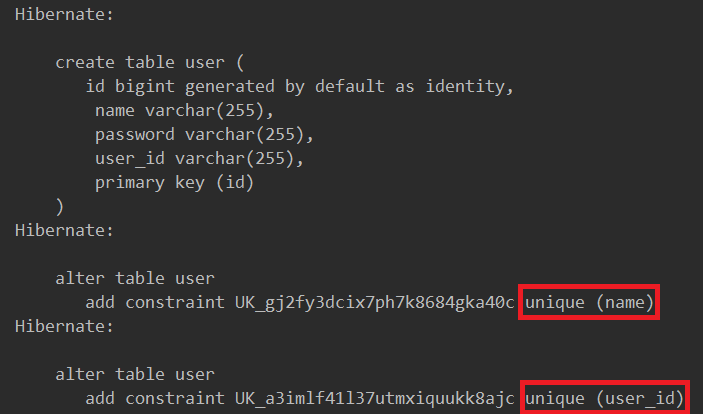 Hibernate:
create table user (
id bigint generated by default as identity,
name varchar(255),
password varchar(255),
user_id varchar(255),
primary key (id)
)
Hibernate:
alter table user
add constraint UK_gj2fy3dcix7ph7k8684gka40c unique (name)
Hibernate:
alter table user
add constraint UK_a3imlf41l37utmxiquukk8ajc unique (user_id)